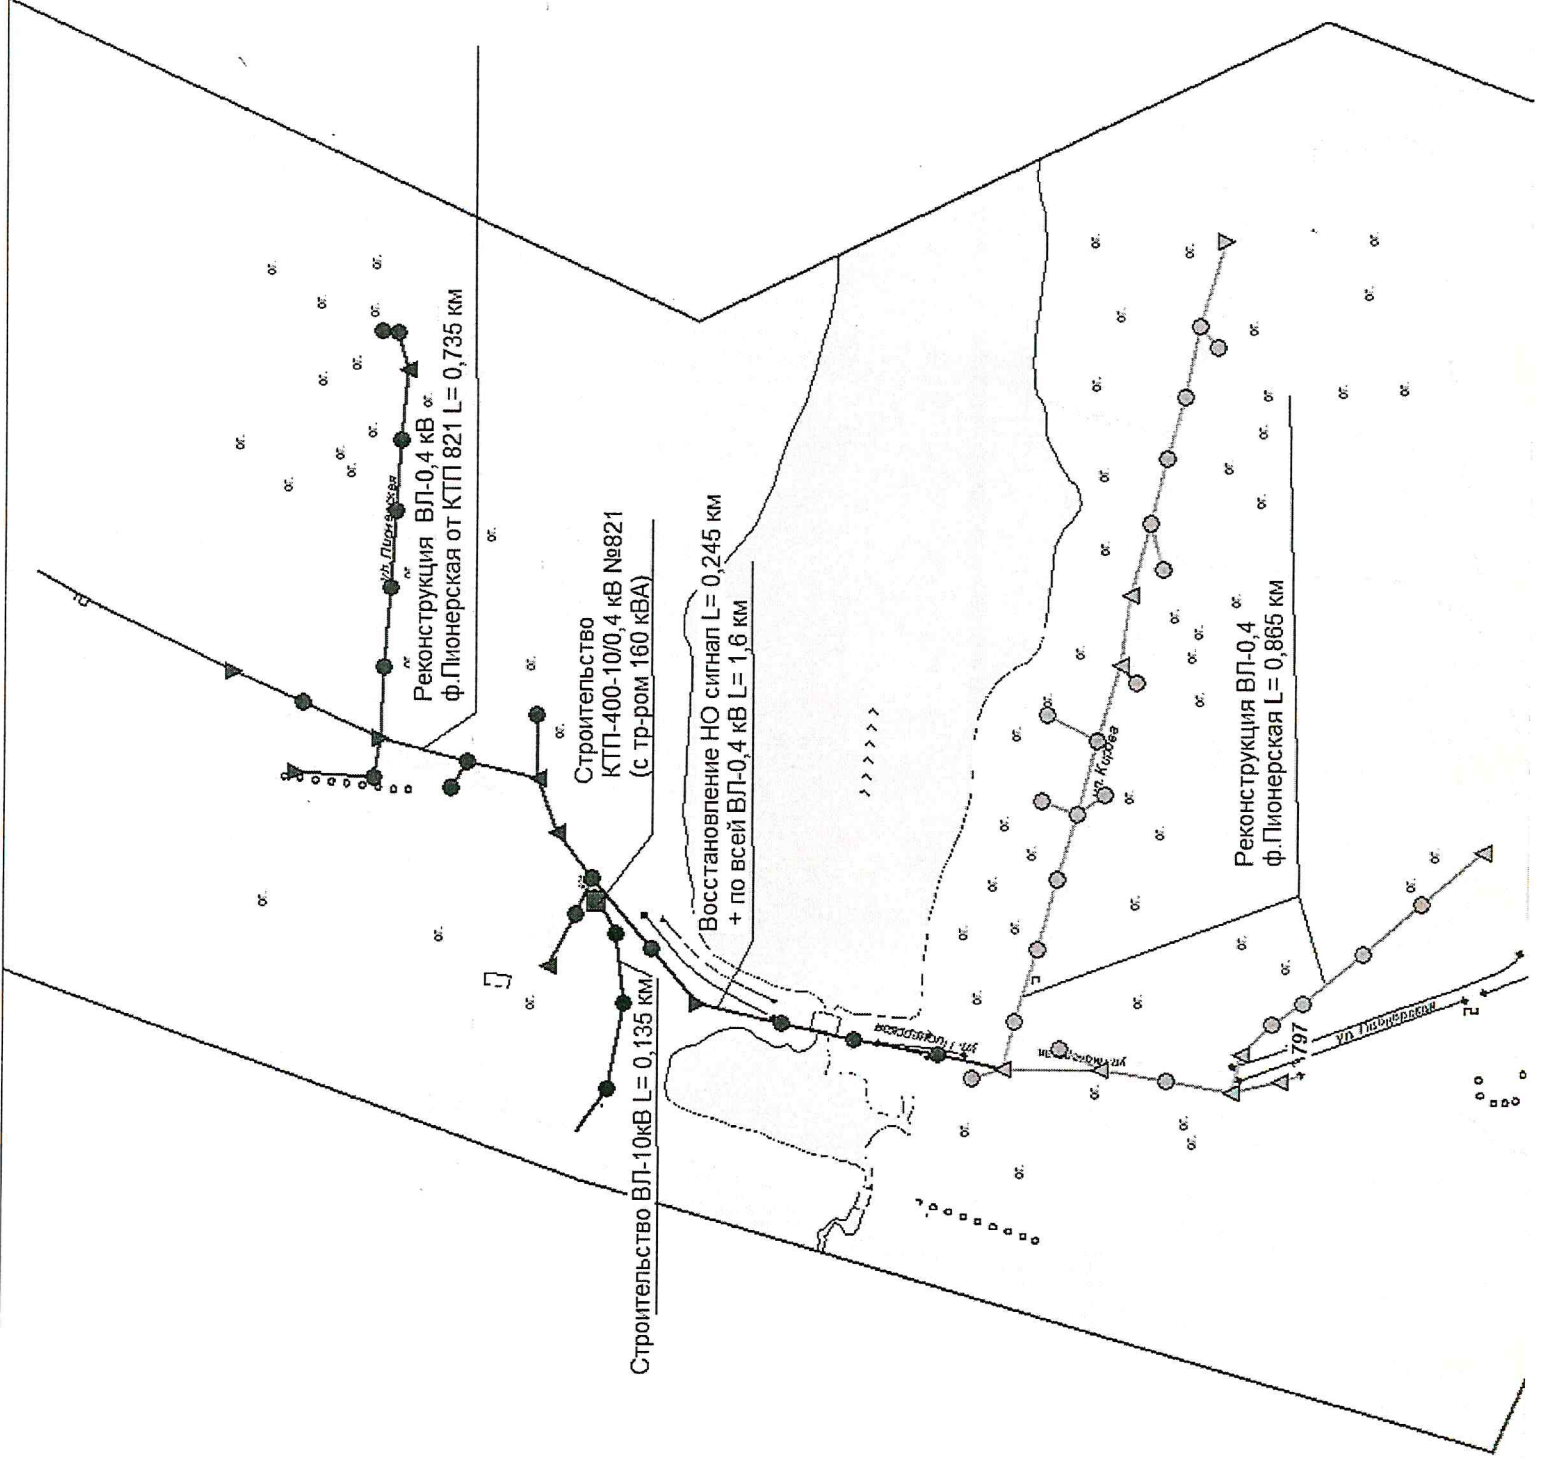 Реконструкция ВЛ-0,4 кВ
ф.Пионерская от КТП 821 L= 0,735 км
Строительство
КТП-400-10/0,4 кВ №821
(с тр-ром 160 кВА)
Восстановление НО сигнал L= 0,245 км
+ по всей ВЛ-0,4 кВ L= 1,6 км
Строительство ВЛ-10кВ L= 0,135 км
Реконструкция ВЛ-0,4
ф.Пионерская L= 0,865 км
ул. Кирова
ул.
797